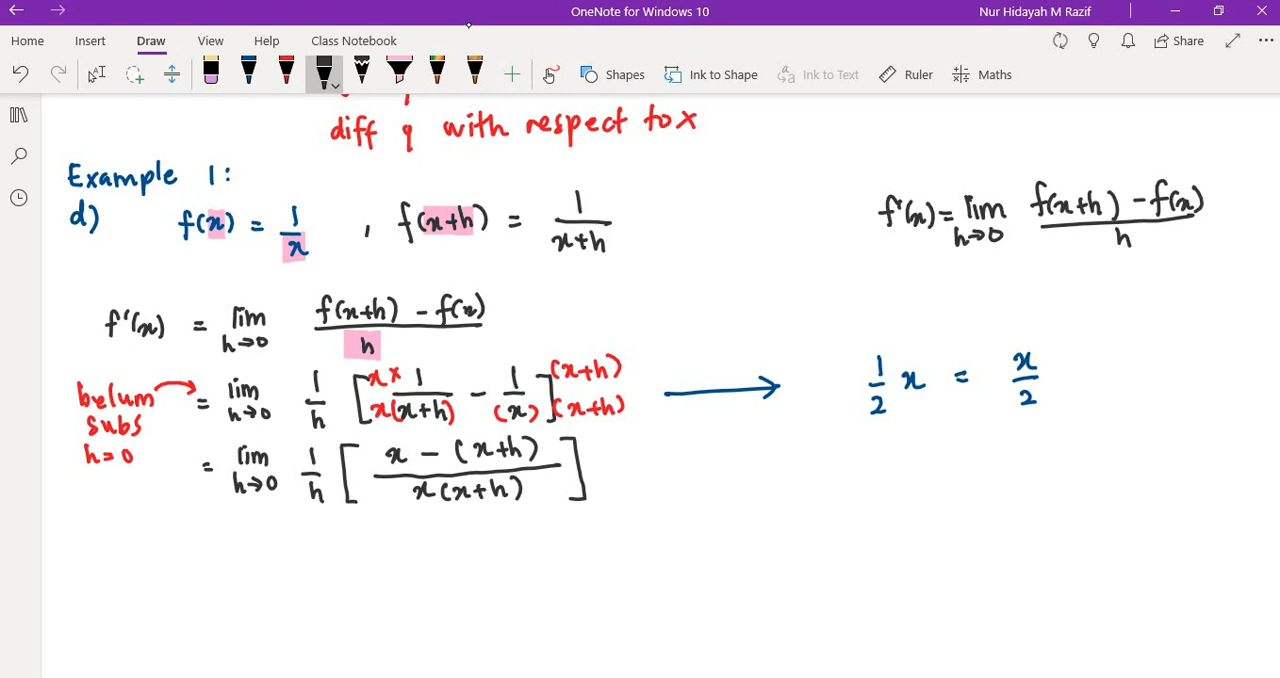 OneNote for Windows 10
Nur Hidayah M Razif
Home Insert Draw View Help Class Notebook Share
Shapes Ink to Shape Ink to Text Ruler Maths
diff y with respect to x
Example 1:
d) f(x) = 1/x , f(x+h) = 1/(x+h)
f'(x) = lim h→0 (f(x+h) - f(x))/h
f'(x) = lim h→0 (f(x+h) - f(x))/h
belum subs h=0
= lim h→0 1/h [ x × 1/x(x+h) - 1/(x) (x+h)/(x+h) ] → 1/2 x = x/2
= lim h→0 1/h [ (x - (x+h))/(x(x+h)) ]